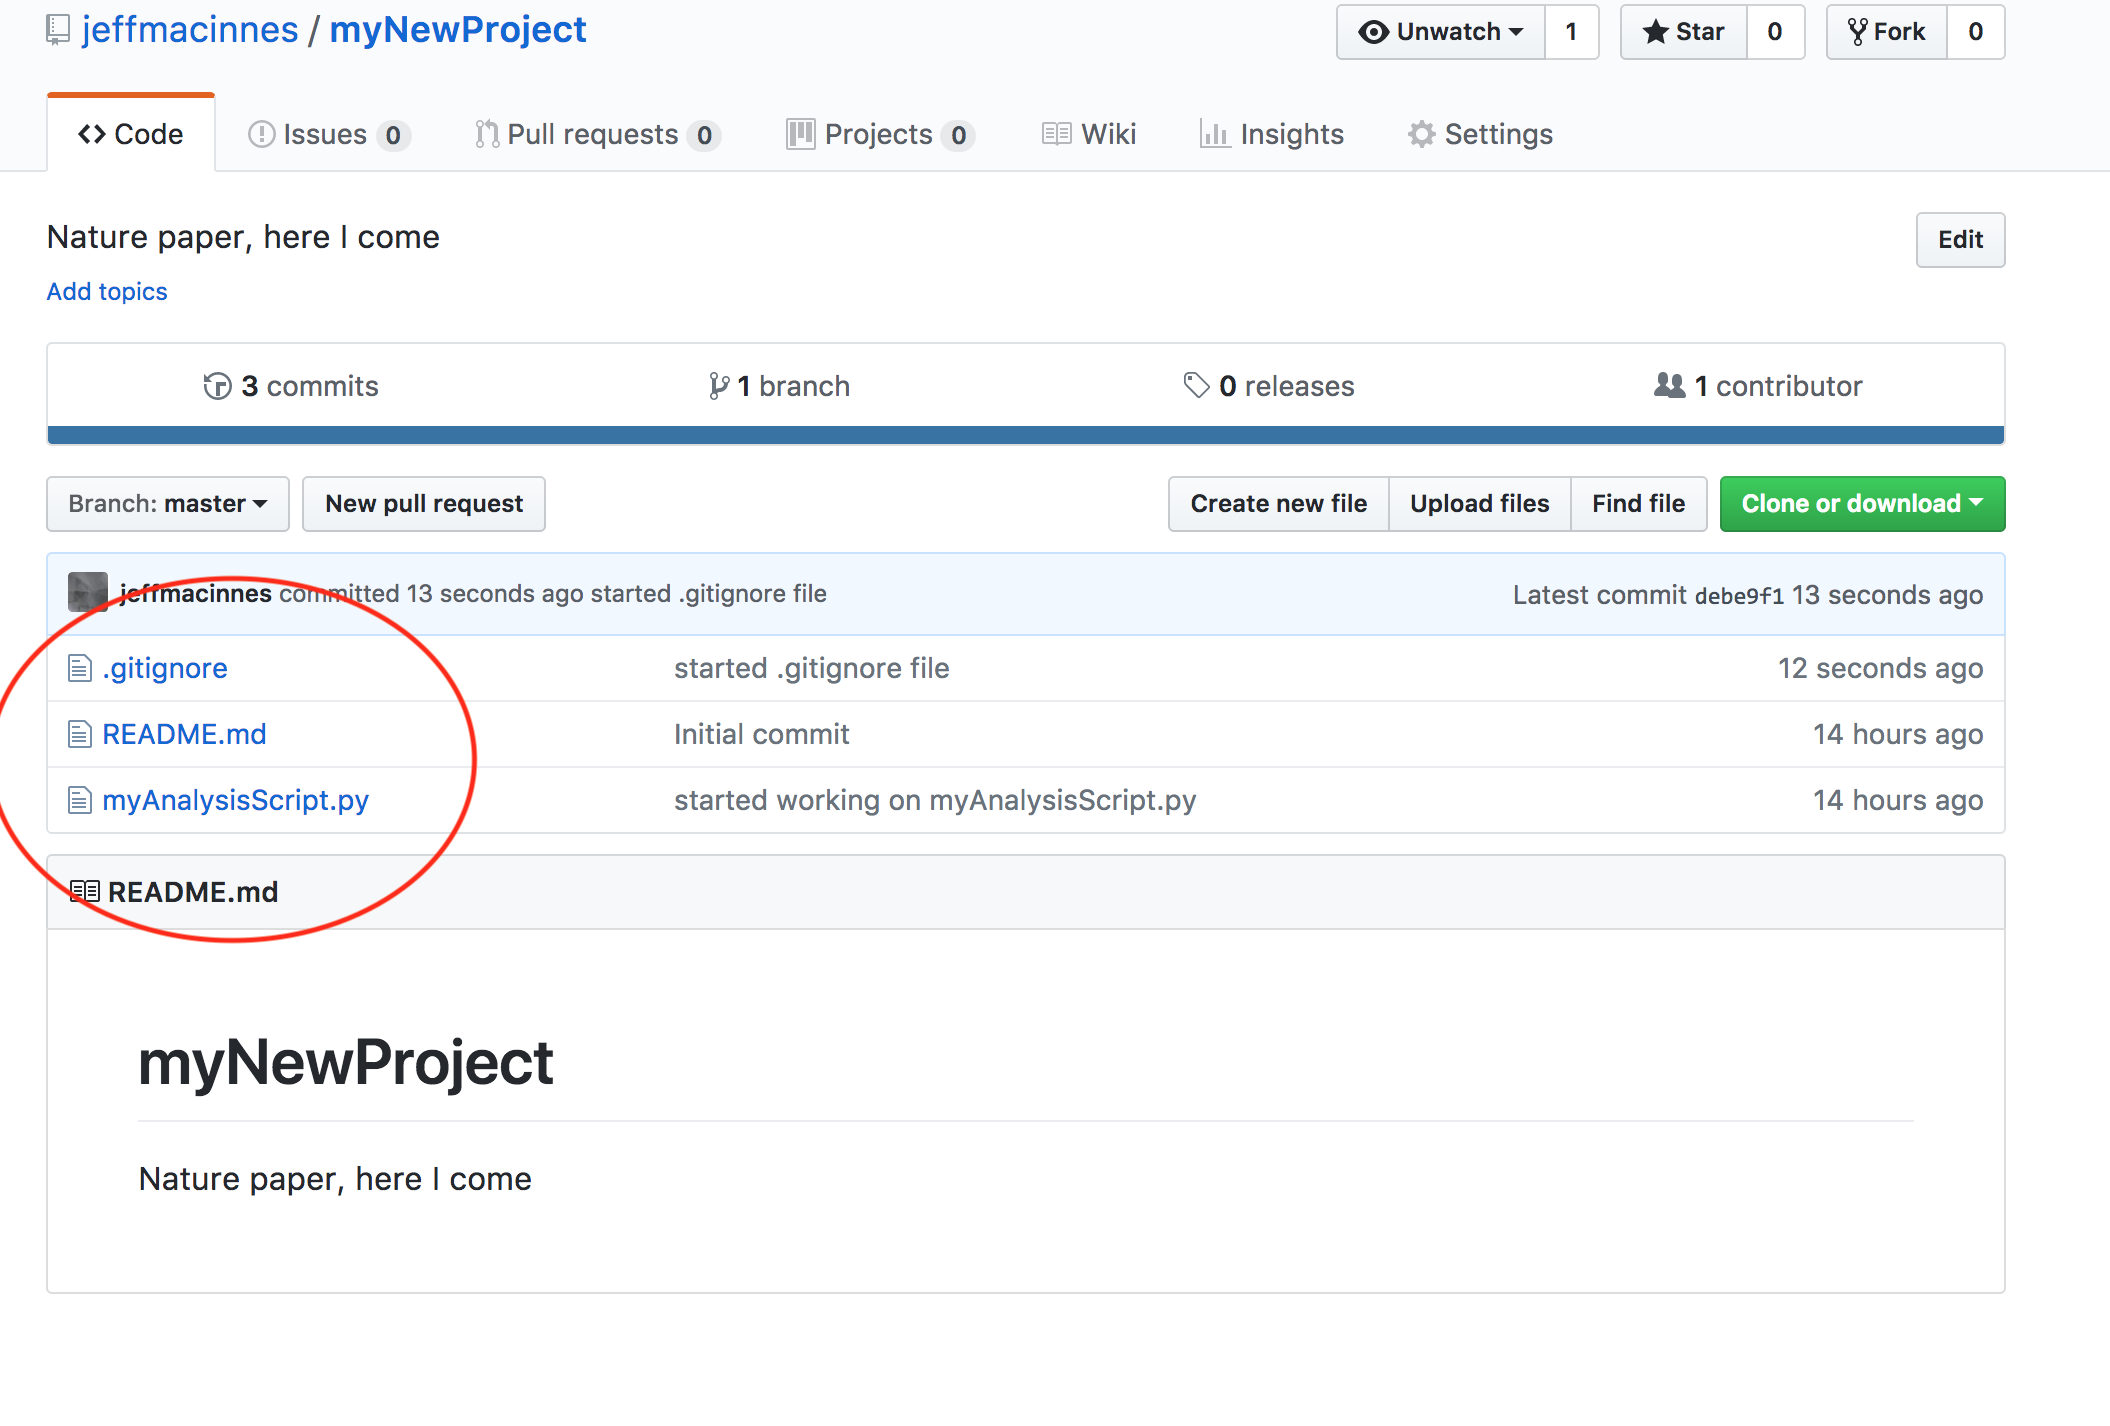 jeffmacinnes / myNewProject
Unwatch 1 Star 0 Fork 0
Code Issues 0 Pull requests 0 Projects 0 Wiki Insights Settings
Nature paper, here I come
Edit
Add topics
3 commits 1 branch 0 releases 1 contributor
Branch: master New pull request Create new file Upload files Find file Clone or download
jeffmacinnes committed 13 seconds ago started .gitignore file Latest commit debe9f1 13 seconds ago
.gitignore started .gitignore file 12 seconds ago
README.md Initial commit 14 hours ago
myAnalysisScript.py started working on myAnalysisScript.py 14 hours ago
README.md
myNewProject
Nature paper, here I come